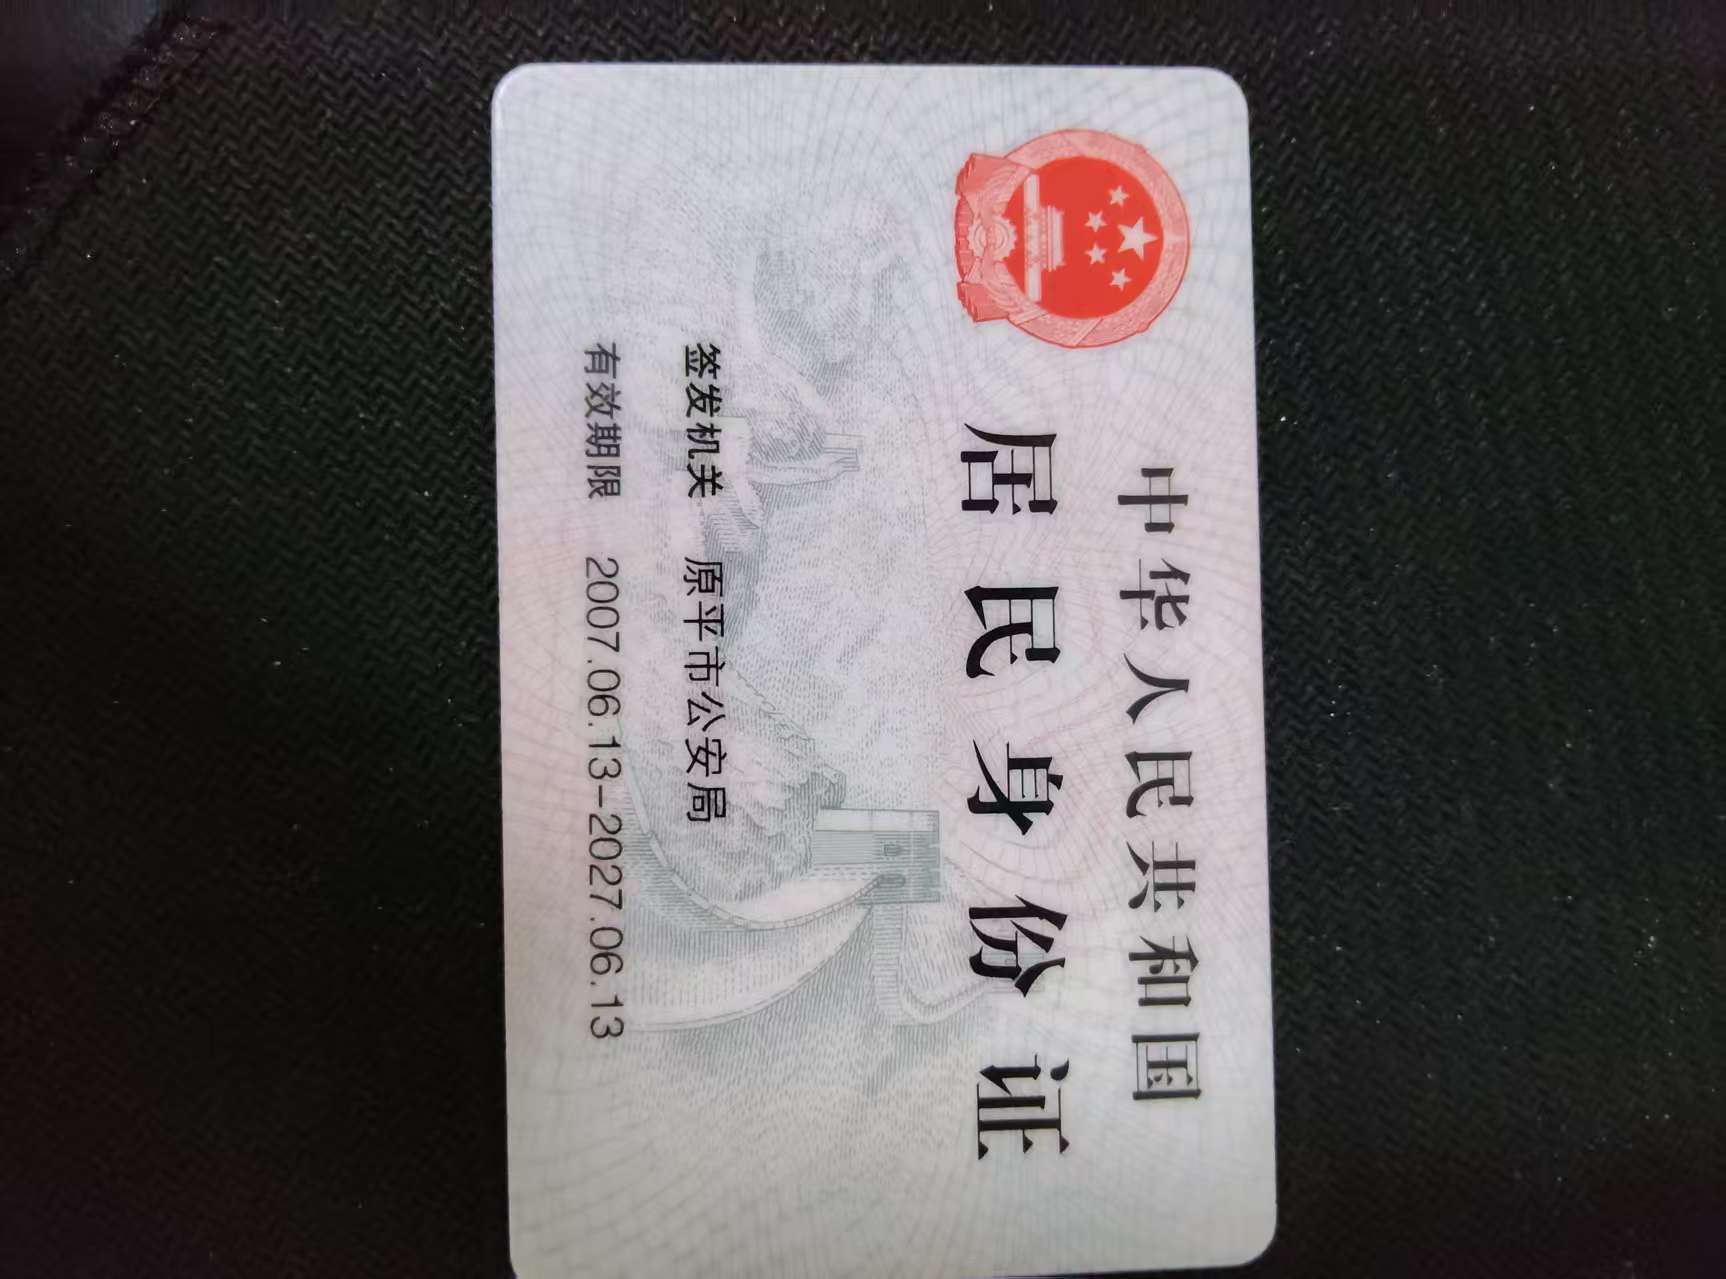 中华人民共和国
居民身份证
签发机关 原平市公安局
有效期限 2007.06.13-2027.06.13